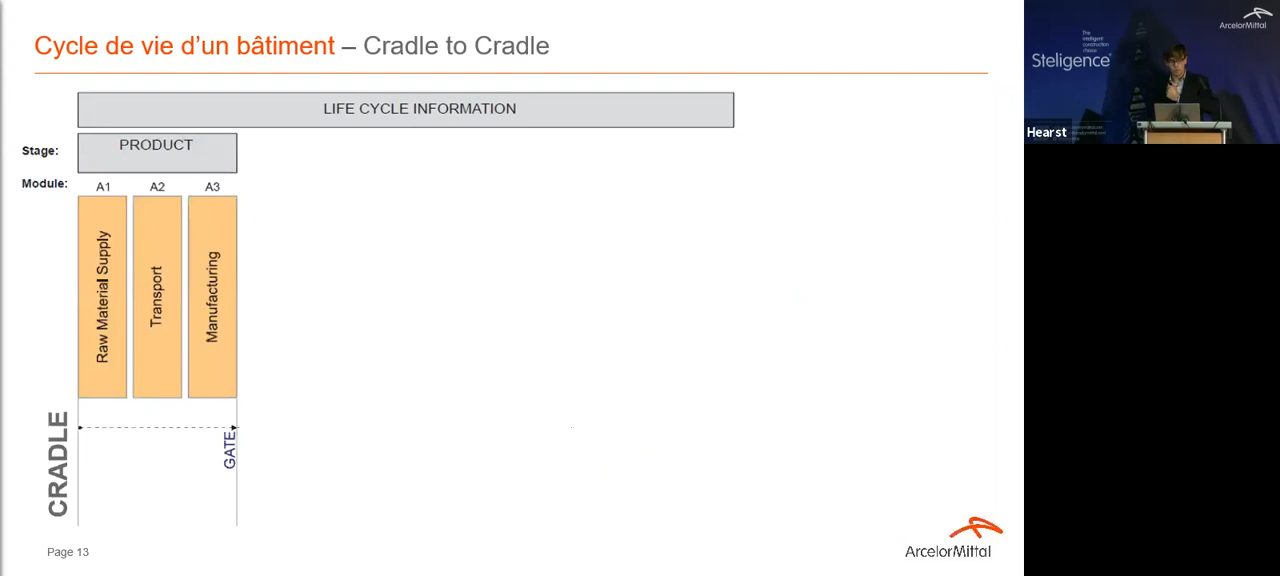 Cycle de vie d'un bâtiment – Cradle to Cradle
LIFE CYCLE INFORMATION
Stage:
PRODUCT
Module:
A1
A2
A3
Raw Material Supply
Transport
Manufacturing
CRADLE
GATE
Page 13
ArcelorMittal
ArcelorMittal
The
intelligent
construction
choice
Steligence®
Hearst